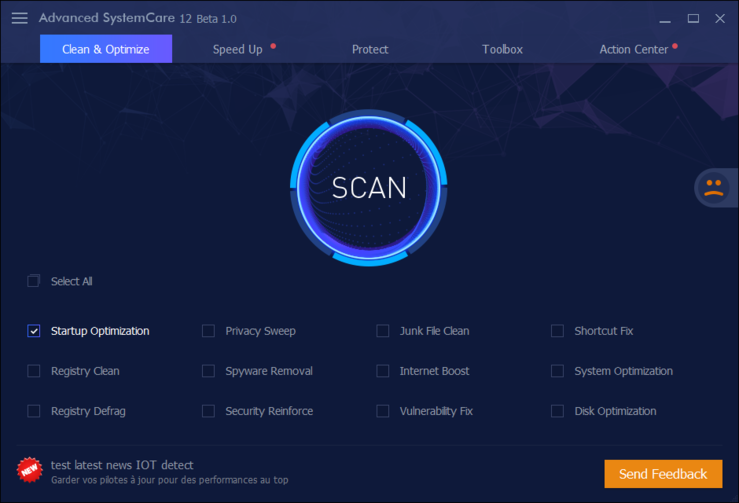 Advanced SystemCare 12 Beta 1.0
Clean & Optimize
Speed Up
Protect
Toolbox
Action Center
SCAN
Select All
Startup Optimization
Privacy Sweep
Junk File Clean
Shortcut Fix
Registry Clean
Spyware Removal
Internet Boost
System Optimization
Registry Defrag
Security Reinforce
Vulnerability Fix
Disk Optimization
NEW
test latest news IOT detect
Garder vos pilotes à jour pour des performances au top
Send Feedback